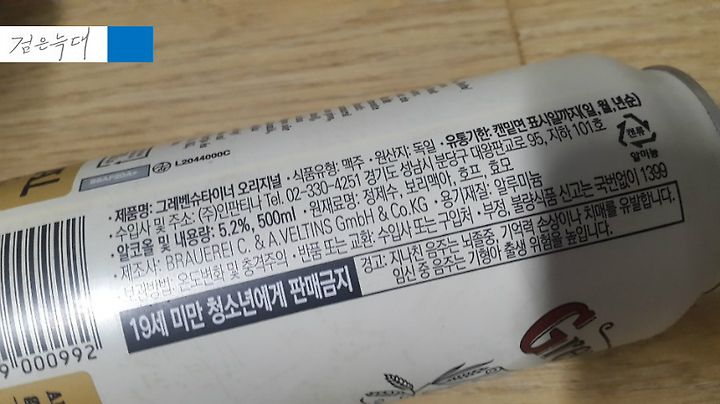 검은늑대
L2044000C
BBAFSDA+
· 제품명: 그레벤슈타이너 오리지널 · 식품유형: 맥주 · 원산지: 독일 · 유통기한: 캔밑면 표시일까지(일, 월, 년순)
수입사 및 주소: (주)인판티나 Tel. 02-330-4251 경기도 성남시 분당구 대왕판교로 95, 지하 101호
· 알코올 및 내용량: 5.2%, 500ml · 원재료명: 정제수, 보리맥아, 호프, 효모
제조사: BRAUEREI C. & A.VELTINS GmbH & Co.KG · 용기재질: 알루미늄
보관방법: 온도변화 및 충격주의 · 반품 또는 교환: 수입사 또는 구입처 · 부정, 불량식품 신고는 국번없이 1399
캔류
알미늄
19세 미만 청소년에게 판매금지
경고: 지나친 음주는 뇌졸중, 기억력 손상이나 치매를 유발합니다.
임신 중 음주는 기형아 출생 위험을 높입니다.
9 000992
Gre